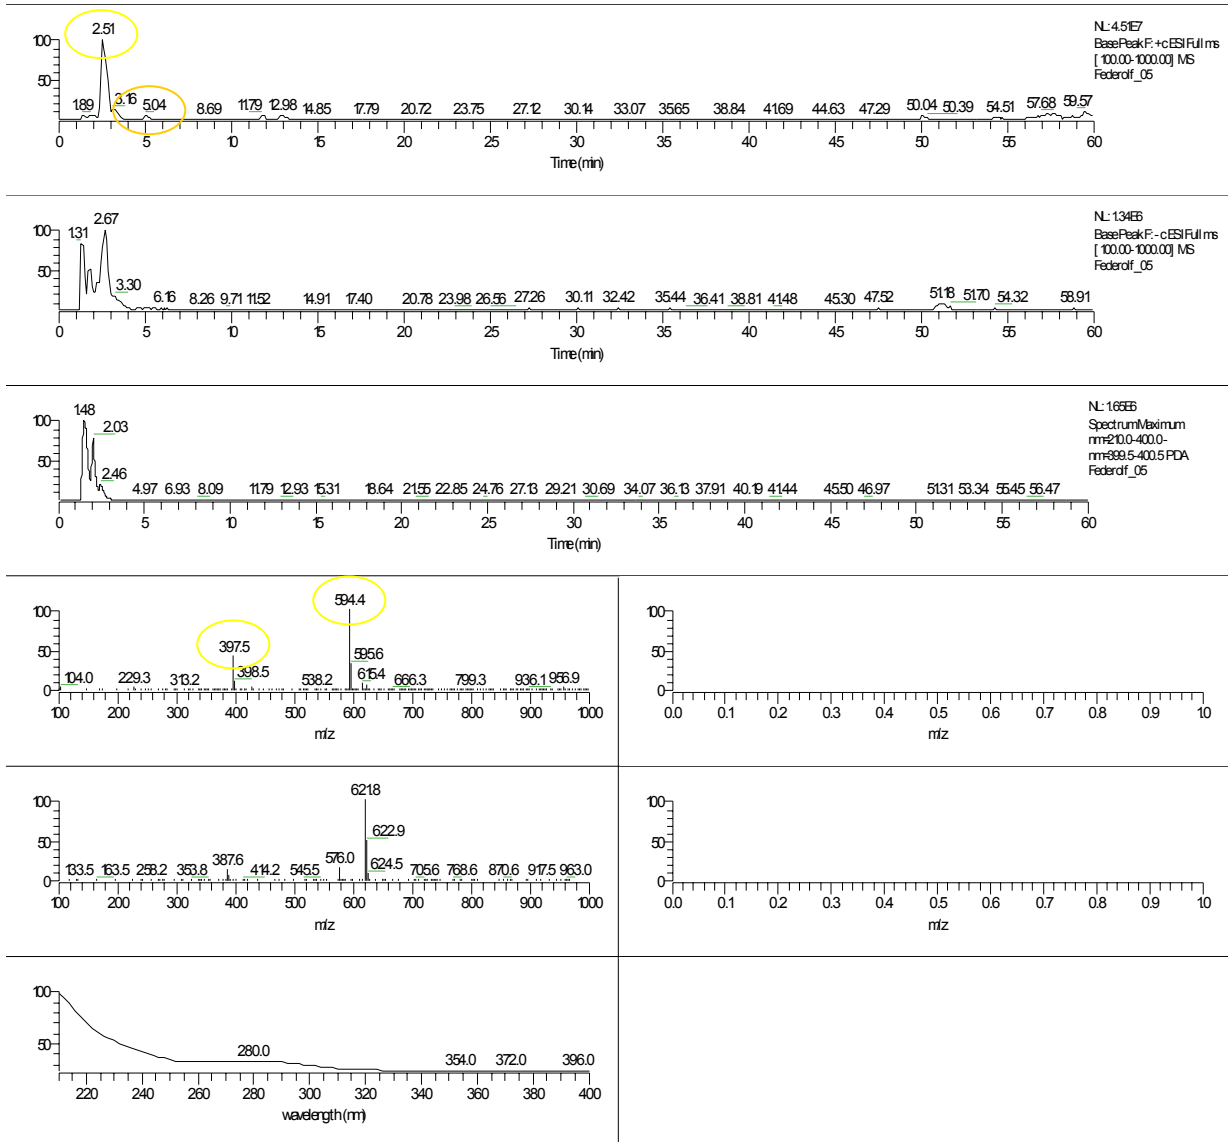 2.51
100
50
1.89 3.16 5.04 8.69 11.79 12.98 14.85 17.79 20.72 23.75 27.12 30.14 33.07 35.65 38.84 41.69 44.63 47.29 50.04 50.39 54.51 57.68 59.57
0 5 10 15 20 25 30 35 40 45 50 55 60
Time (min)
NL: 4.51E7
Base Peak F: + c ESI Full ms
[ 100.00-1000.00] MS
Federolf_05
1.31 2.67
100
50
3.30 6.16 8.26 9.71 11.52 14.91 17.40 20.78 23.98 26.56 27.26 30.11 32.42 35.44 36.41 38.81 41.48 45.30 47.52 51.18 51.70 54.32 58.91
0 5 10 15 20 25 30 35 40 45 50 55 60
Time (min)
NL: 1.34E6
Base Peak F: - c ESI Full ms
[ 100.00-1000.00] MS
Federolf_05
1.48
100
2.03
50
2.46 4.97 6.93 8.09 11.79 12.93 15.31 18.64 21.55 22.85 24.76 27.13 29.21 30.69 34.07 36.13 37.91 40.19 41.44 45.50 46.97 51.31 53.34 55.45 56.47
0 5 10 15 20 25 30 35 40 45 50 55 60
Time (min)
NL: 1.65E6
Spectrum Maximum
nm=210.0-400.0-
nm=399.5-400.5 PDA
Federolf_05
594.4
100
50
0
397.5 595.6
104.0 229.3 313.2 398.5 538.2 615.4 666.3 799.3 936.1 956.9
100 200 300 400 500 600 700 800 900 1000
m/z
100
50
0
0.0 0.1 0.2 0.3 0.4 0.5 0.6 0.7 0.8 0.9 1.0
m/z
621.8
100
50
0
622.9
133.5 163.5 258.2 353.8 387.6 414.2 545.5 576.0 624.5 705.6 768.6 870.6 917.5 963.0
100 200 300 400 500 600 700 800 900 1000
m/z
100
50
0
0.0 0.1 0.2 0.3 0.4 0.5 0.6 0.7 0.8 0.9 1.0
m/z
100
50
280.0 354.0 372.0 396.0
220 240 260 280 300 320 340 360 380 400
wavelength (nm)